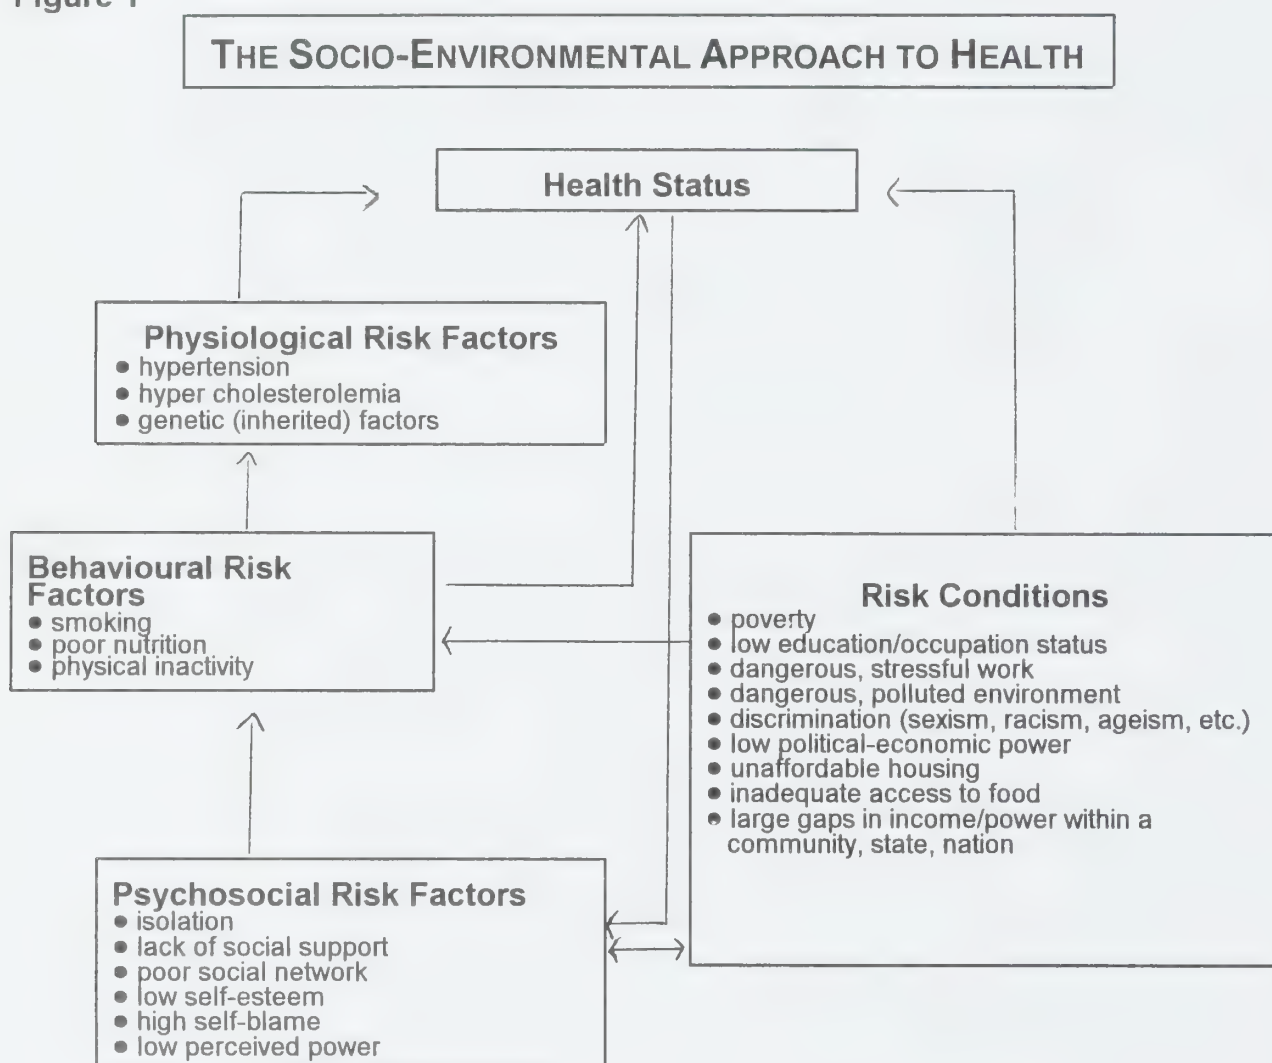 Figure 1
THE SOCIO-ENVIRONMENTAL APPROACH TO HEALTH
Health Status
Physiological Risk Factors
• hypertension
• hyper cholesterolemia
• genetic (inherited) factors
Behavioural Risk
Factors
• smoking
• poor nutrition
• physical inactivity
Risk Conditions
• poverty
• low education/occupation status
• dangerous, stressful work
• dangerous, polluted environment
• discrimination (sexism, racism, ageism, etc.)
• low political-economic power
• unaffordable housing
• inadequate access to food
• large gaps in income/power within a
community, state, nation
Psychosocial Risk Factors
• isolation
• lack of social support
• poor social network
• low self-esteem
• high self-blame
• low perceived power